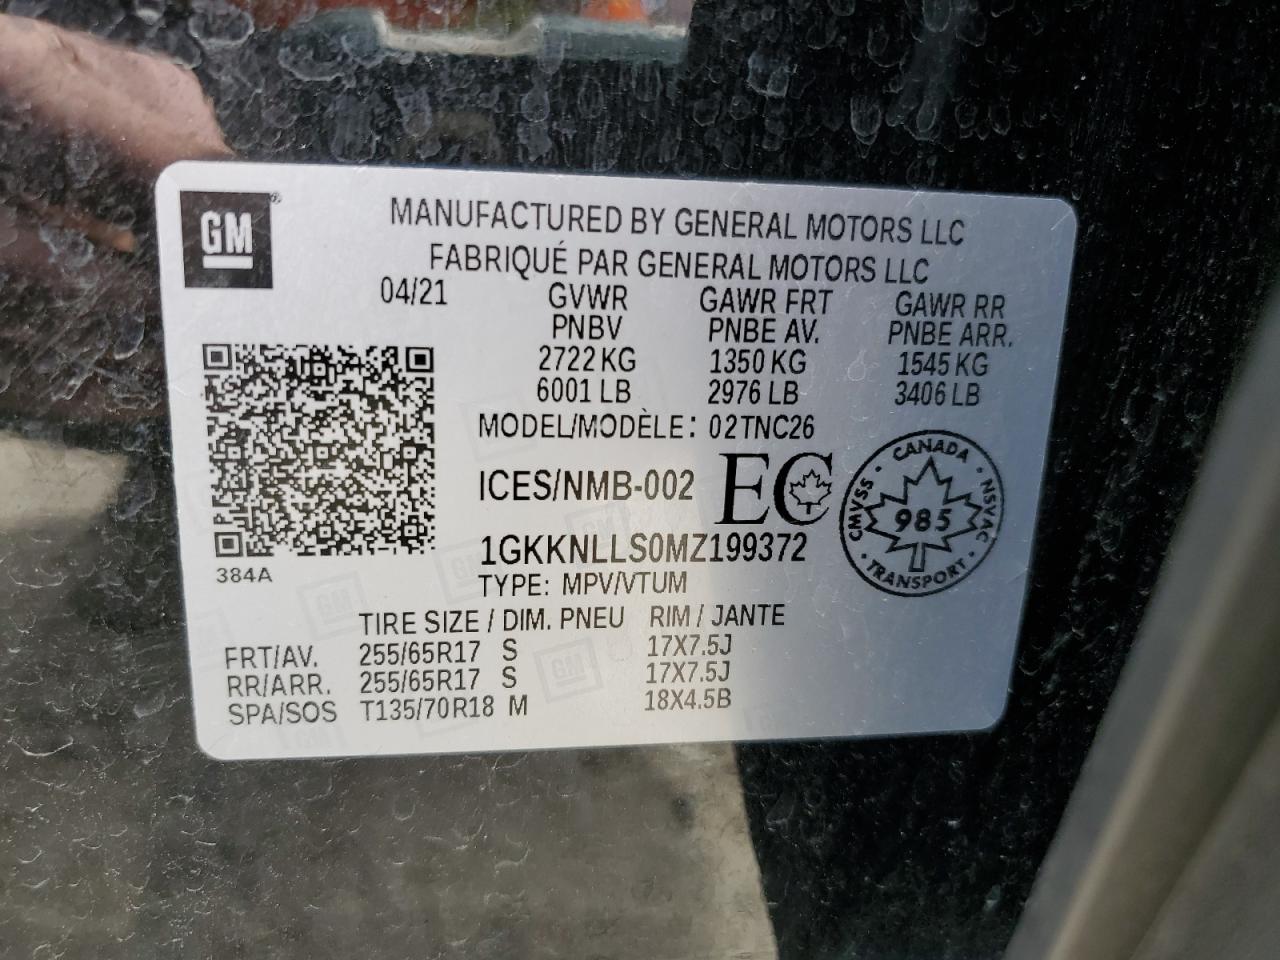 GM
MANUFACTURED BY GENERAL MOTORS LLC
FABRIQUÉ PAR GENERAL MOTORS LLC
04/21 GVWR GAWR FRT GAWR RR
PNBV PNBE AV. PNBE ARR.
2722 KG 1350 KG 1545 KG
6001 LB 2976 LB 3406 LB
MODEL/MODÈLE: 02TNC26
ICES/NMB-002 EC
CANADA
CMVSS 985 NSVAC
TRANSPORT
1GKKNLLS0MZ199372
384A
TYPE: MPV/VTUM
TIRE SIZE / DIM. PNEU RIM / JANTE
FRT/AV. 255/65R17 S 17X7.5J
RR/ARR. 255/65R17 S 17X7.5J
SPA/SOS T135/70R18 M 18X4.5B